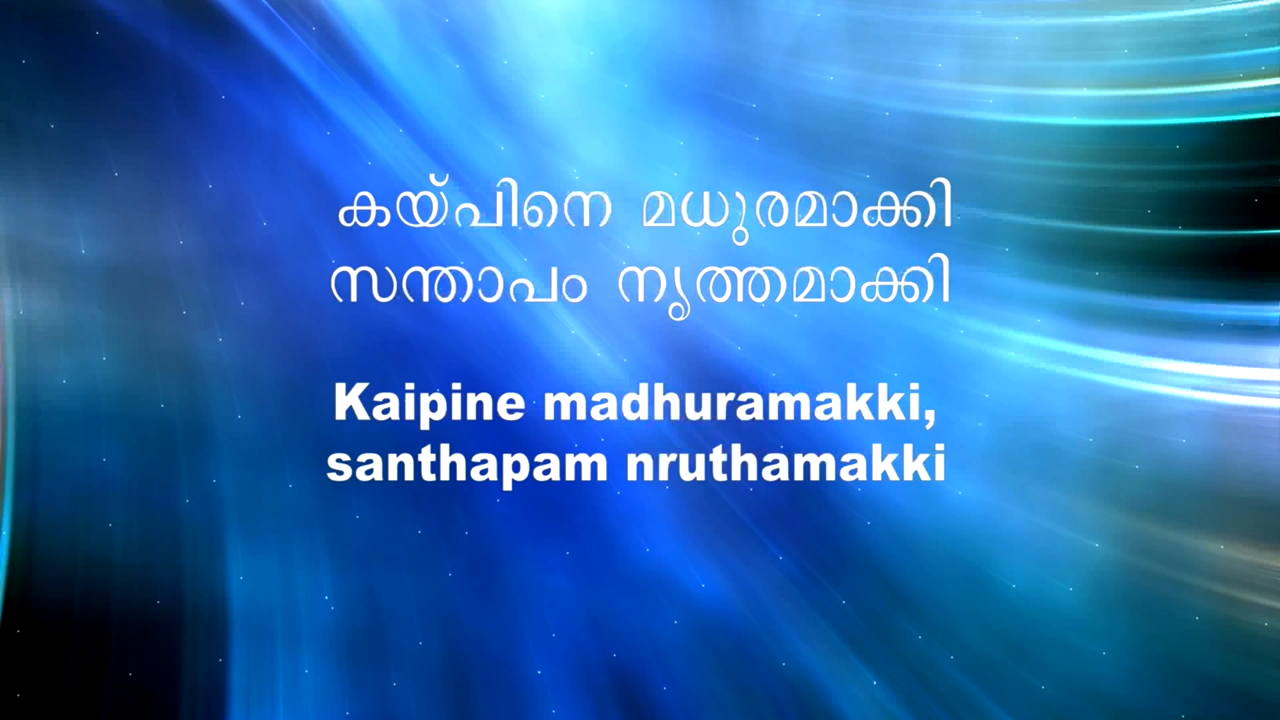 കയ്പിനെ മധുരമാക്കി
സന്താപം നൃത്തമാക്കി
Kaipine madhuramakki,
santhapam nruthamakki